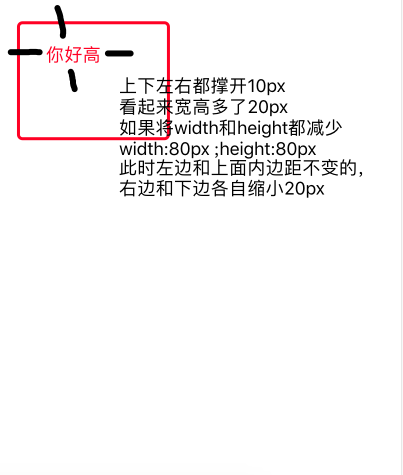 你好高
上下左右都撑开10px
看起来宽高多了20px
如果将width和height都减少
width:80px ;height:80px
此时左边和上面内边距不变的，
右边和下边各自缩小20px